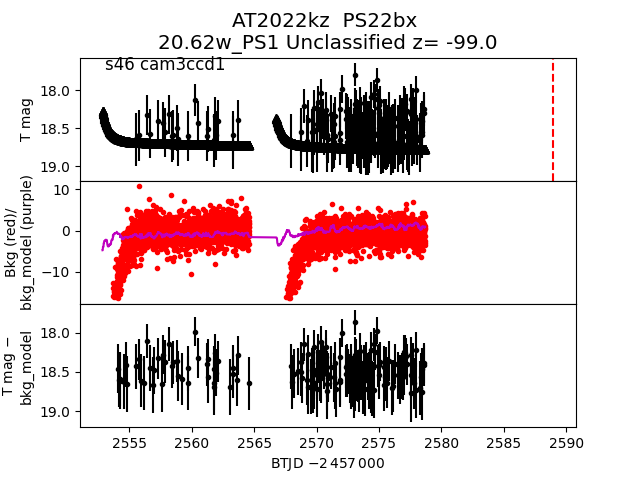 AT2022kz  PS22bx
20.62w_PS1 Unclassified z= -99.0
s46 cam3ccd1
T mag
18.0
18.5
19.0
Bkg (red)/
bkg_model (purple)
10
0
−10
T mag −
bkg_model
18.0
18.5
19.0
2555 2560 2565 2570 2575 2580 2585 2590
BTJD −2 457 000